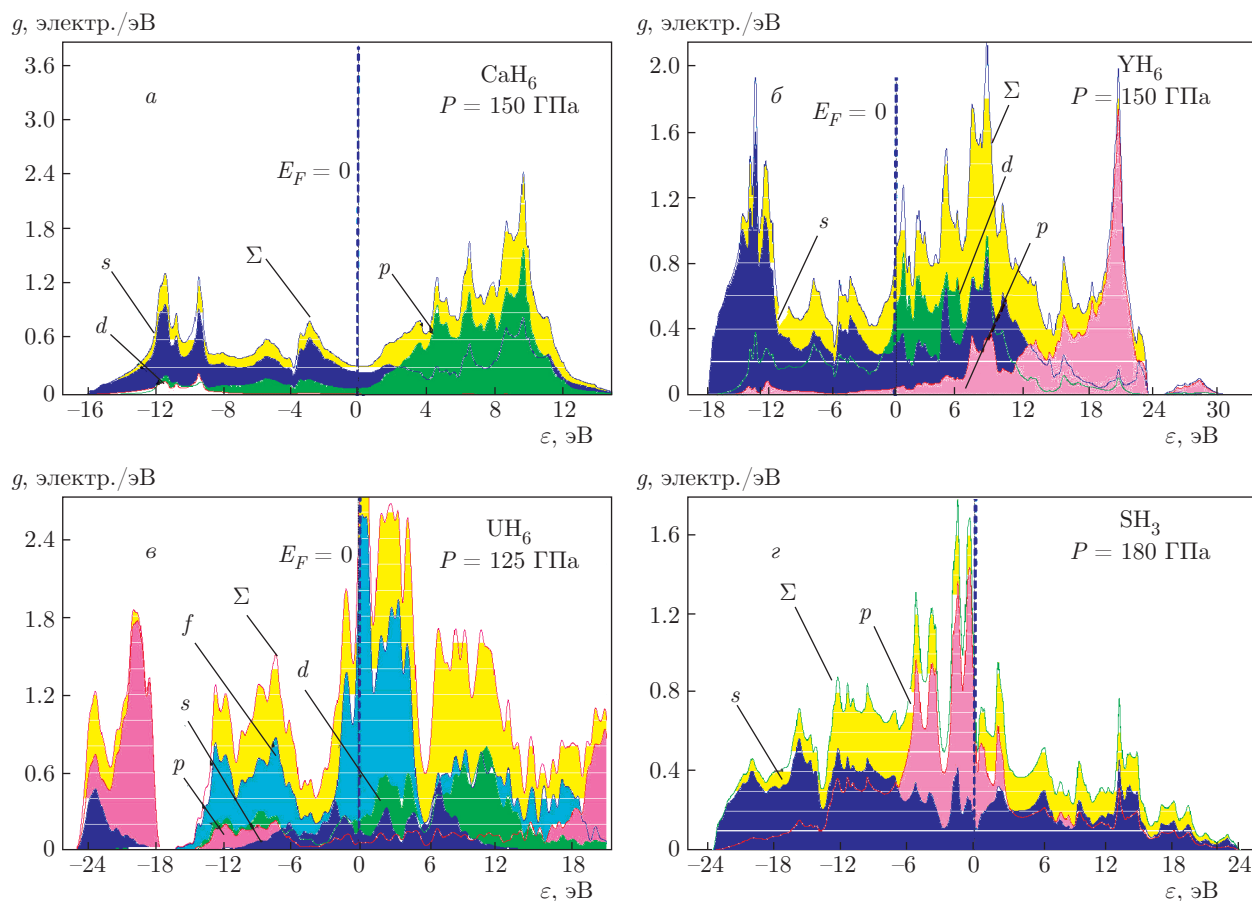 g, электр./эВ
3.6
3.0
2.4
1.8
1.2
0.6
0
а
CaH₆
P = 150 ГПа
E_F = 0
s
d
Σ
p
−16
−12
−8
−4
0
4
8
12
ε, эВ
g, электр./эВ
2.0
1.6
1.2
0.8
0.4
0
б
YH₆
P = 150 ГПа
E_F = 0
Σ
d
s
p
−18
−12
−6
0
6
12
18
24
30
ε, эВ
g, электр./эВ
2.4
1.8
1.2
0.6
0
в
UH₆
P = 125 ГПа
E_F = 0
Σ
f
d
s
p
−24
−18
−12
−6
0
6
12
18
ε, эВ
g, электр./эВ
1.6
1.2
0.8
0.4
0
г
SH₃
P = 180 ГПа
Σ
p
s
−24
−18
−12
−6
0
6
12
18
24
ε, эВ